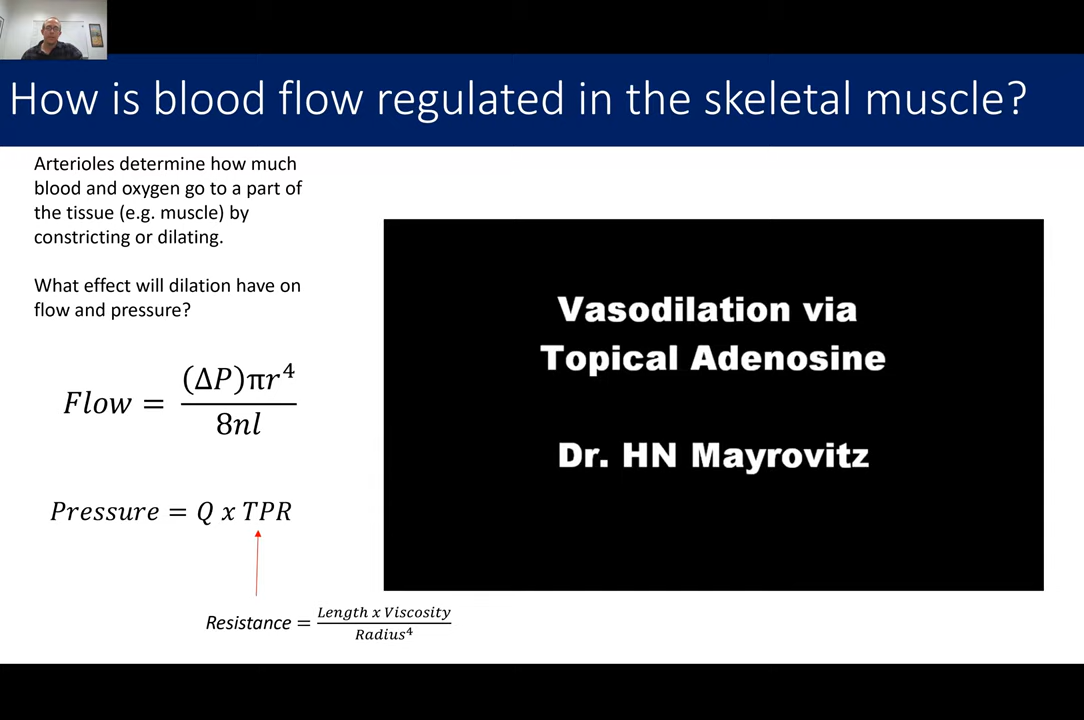 How is blood flow regulated in the skeletal muscle?
Arterioles determine how much
blood and oxygen go to a part of
the tissue (e.g. muscle) by
constricting or dilating.
What effect will dilation have on
flow and pressure?
Flow = (ΔP)πr⁴ / 8nl
Pressure = Q x TPR
Resistance = Length x Viscosity / Radius⁴
Vasodilation via
Topical Adenosine
Dr. HN Mayrovitz